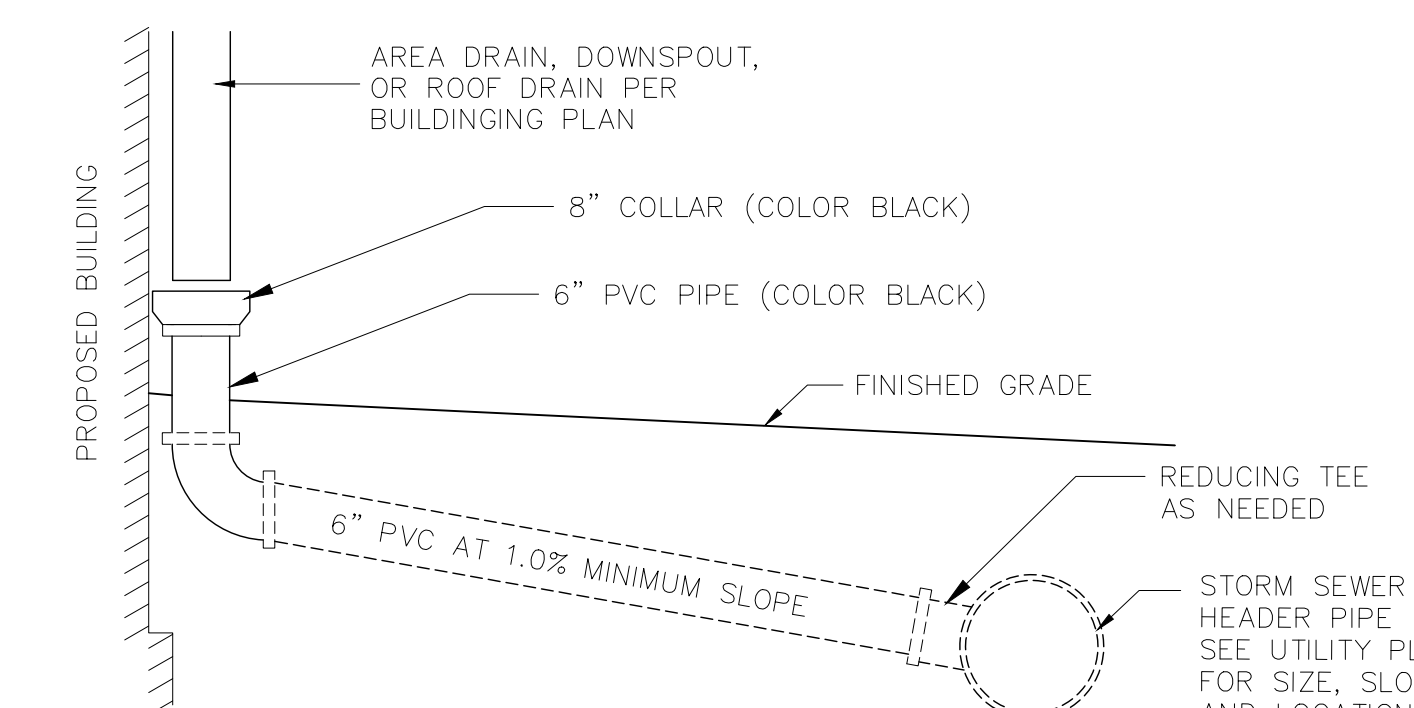 AREA DRAIN, DOWNSPOUT,
OR ROOF DRAIN PER
BUILDINGING PLAN
PROPOSED BUILDING
8” COLLAR (COLOR BLACK)
6” PVC PIPE (COLOR BLACK)
FINISHED GRADE
REDUCING TEE
AS NEEDED
6” PVC AT 1.0% MINIMUM SLOPE
STORM SEWER
HEADER PIPE
SEE UTILITY
FOR SIZE,
AND LOCATION